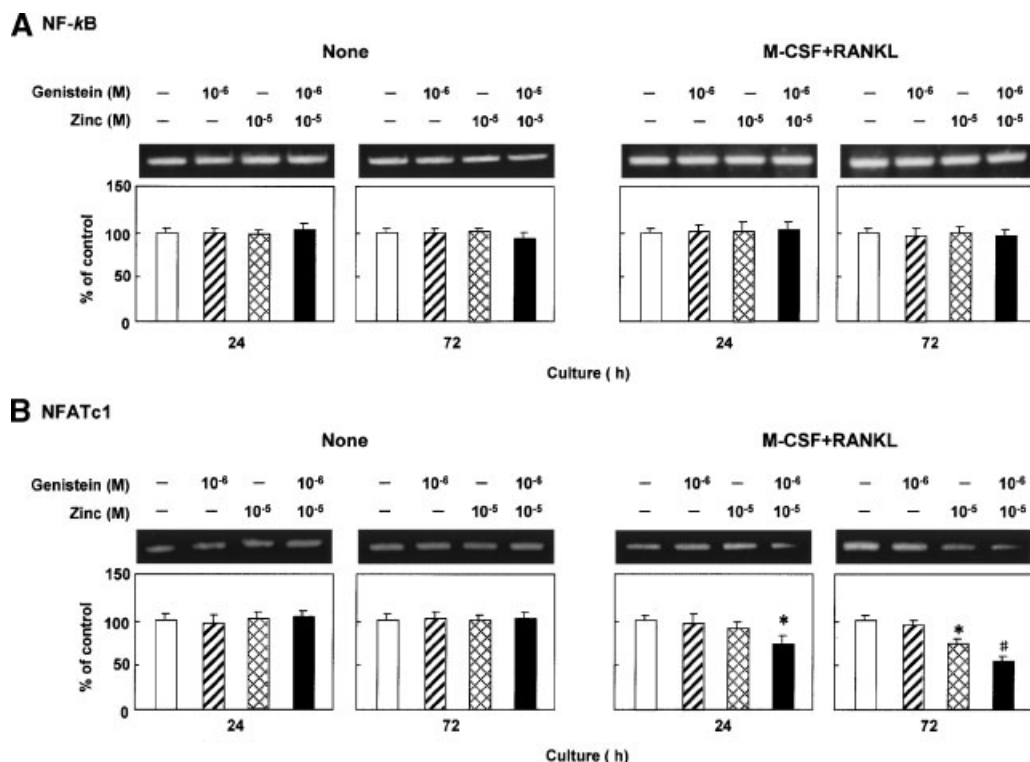 A NF-kB
None M-CSF+RANKL
Genistein (M) – 10⁻⁶ – 10⁻⁶ – 10⁻⁶ – 10⁻⁶ – 10⁻⁶ – 10⁻⁶ – 10⁻⁶ – 10⁻⁶
Zinc (M) – – 10⁻⁵ 10⁻⁵ – – 10⁻⁵ 10⁻⁵ – – 10⁻⁵ 10⁻⁵ – – 10⁻⁵ 10⁻⁵
150
100
50
0
% of control
24 72 24 72
Culture ( h)
B NFATc1
None M-CSF+RANKL
Genistein (M) – 10⁻⁶ – 10⁻⁶ – 10⁻⁶ – 10⁻⁶ – 10⁻⁶ – 10⁻⁶ – 10⁻⁶ – 10⁻⁶
Zinc (M) – – 10⁻⁵ 10⁻⁵ – – 10⁻⁵ 10⁻⁵ – – 10⁻⁵ 10⁻⁵ – – 10⁻⁵ 10⁻⁵
150
100
50
0
% of control
* * #
24 72 24 72
Culture ( h)